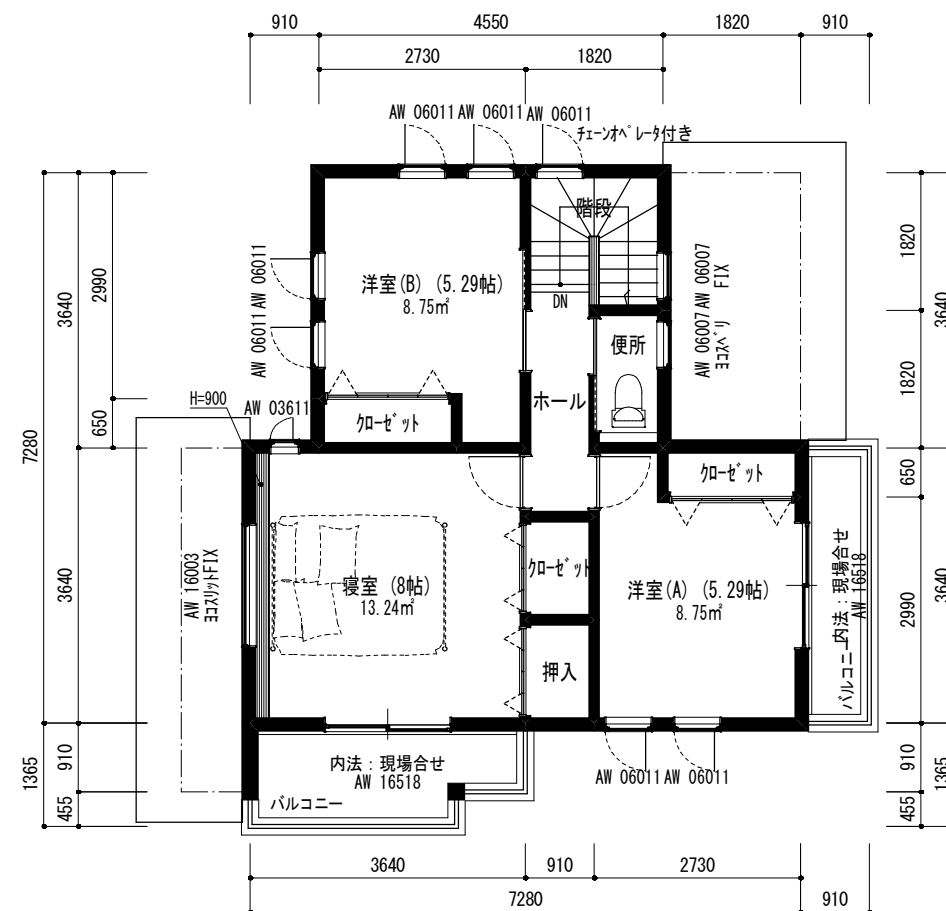 910
4550
1820
910
2730
1820
AW 06011
AW 06011
AW 06011
ﾁｪｰﾝｵﾍﾟﾚｰﾀ付き
階段
DN
洋室(B) (5.29帖)
8.75㎡
便所
ホール
クローゼット
H=900
AW 03611
AW 06011
AW 06011
AW 06007
FIX
AW 06007
ﾖｺｽﾍﾞﾘ
7280
3640
2990
650
3640
1365
910
455
1820
1820
3640
650
2990
3640
910
455
1365
クローゼット
寝室 (8帖)
13.24㎡
クローゼット
押入
洋室(A) (5.29帖)
8.75㎡
AW 16003
ﾖｺｽﾘｯﾄFIX
内法：現場合せ
AW 16518
バルコニー
内法：現場合せ
AW 16518
バルコニー
AW 06011
AW 06011
3640
910
2730
7280
910